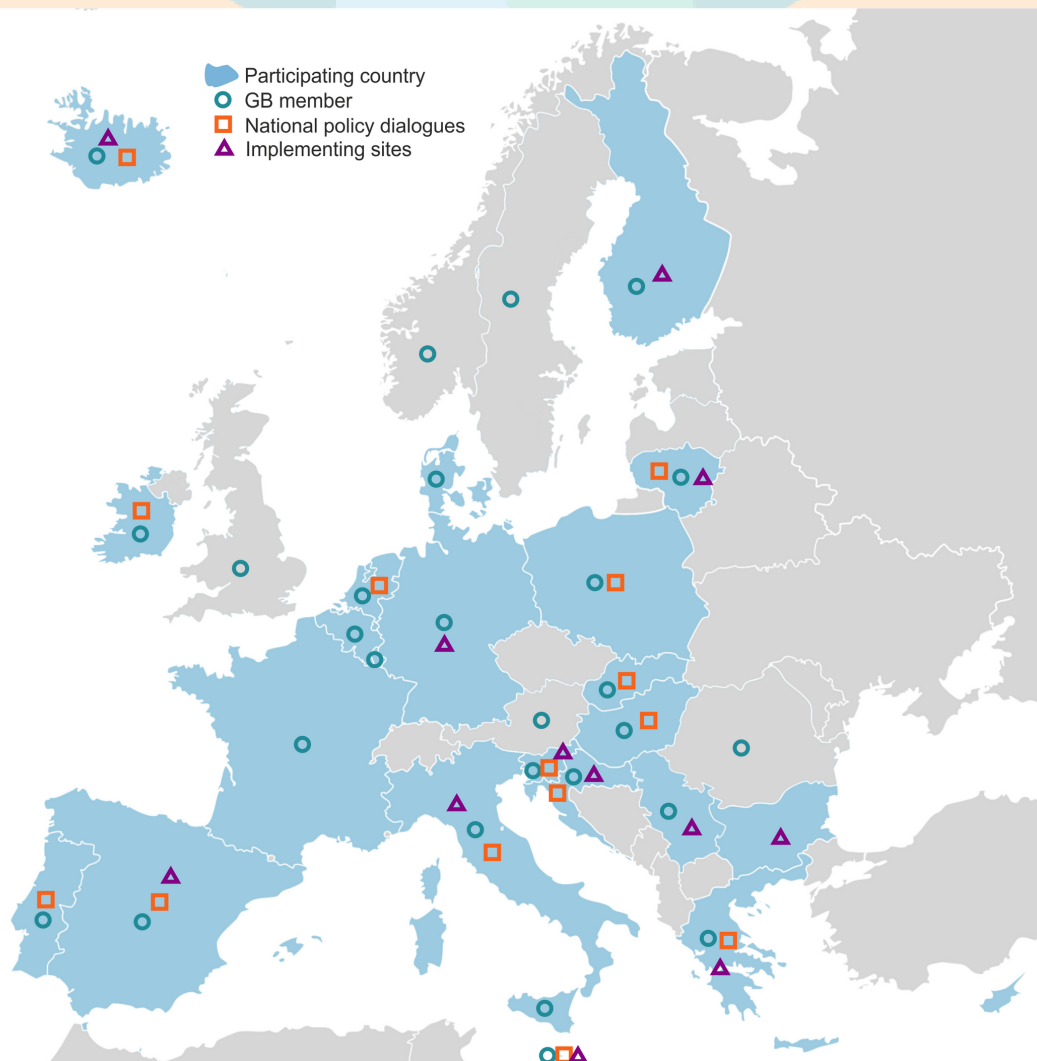 Participating country
GB member
National policy dialogues
Implementing sites